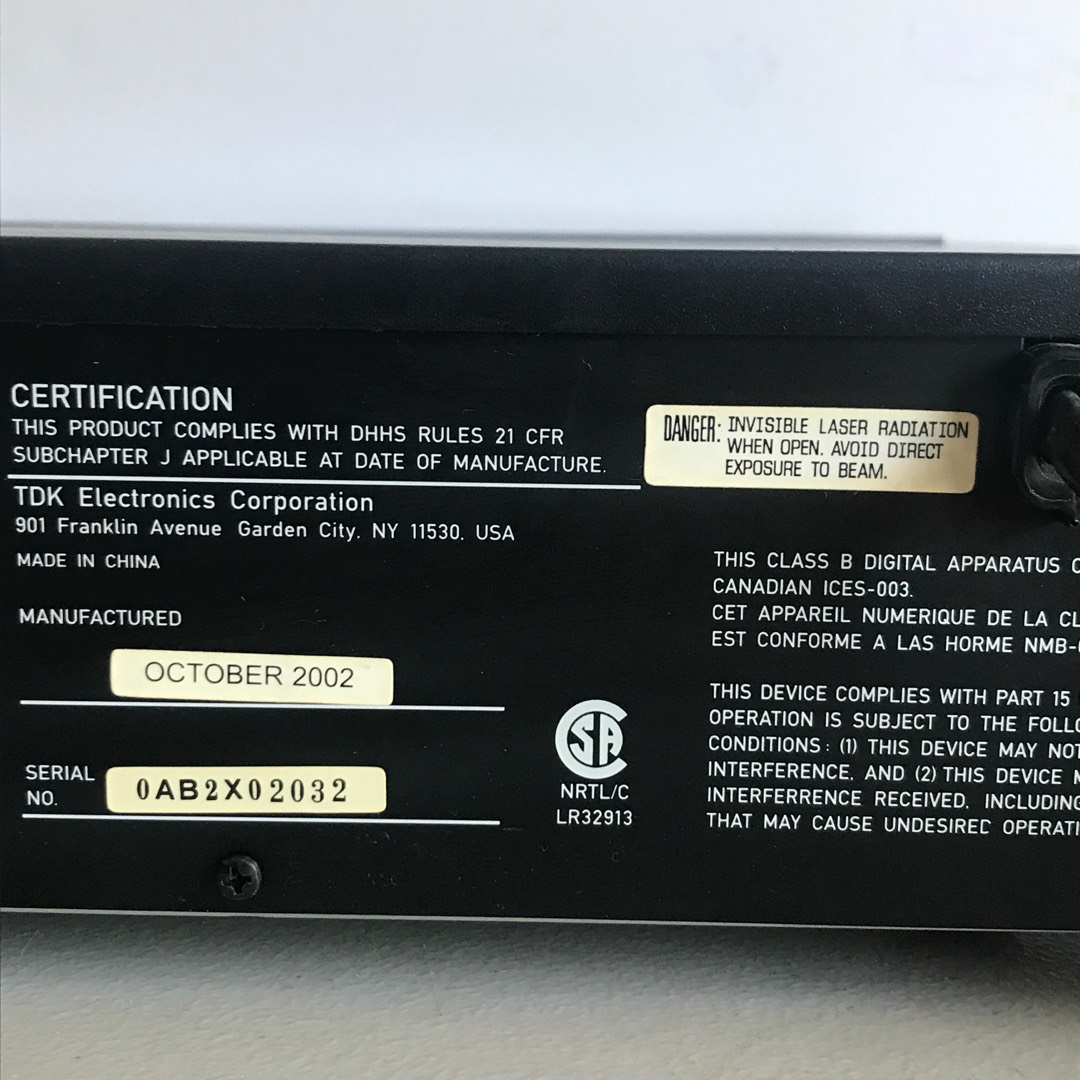 CERTIFICATION
THIS PRODUCT COMPLIES WITH DHHS RULES 21 CFR
SUBCHAPTER J APPLICABLE AT DATE OF MANUFACTURE.
TDK Electronics Corporation
901 Franklin Avenue Garden City, NY 11530, USA
MADE IN CHINA
MANUFACTURED
OCTOBER 2002
SERIAL
NO.
0AB2X02032
SA
NRTL/C
LR32913
DANGER: INVISIBLE LASER RADIATION
WHEN OPEN. AVOID DIRECT
EXPOSURE TO BEAM.
THIS CLASS B DIGITAL APPARATUS
CANADIAN ICES-003.
CET APPAREIL NUMERIQUE DE LA
EST CONFORME A LAS HORME NMB-
THIS DEVICE COMPLIES WITH PART 15
OPERATION IS SUBJECT TO THE
CONDITIONS: (1) THIS DEVICE MAY NOT
INTERFERENCE, AND (2) THIS DEVICE
INTERFERRENCE RECEIVED, INCLUDING
THAT MAY CAUSE UNDESIREC